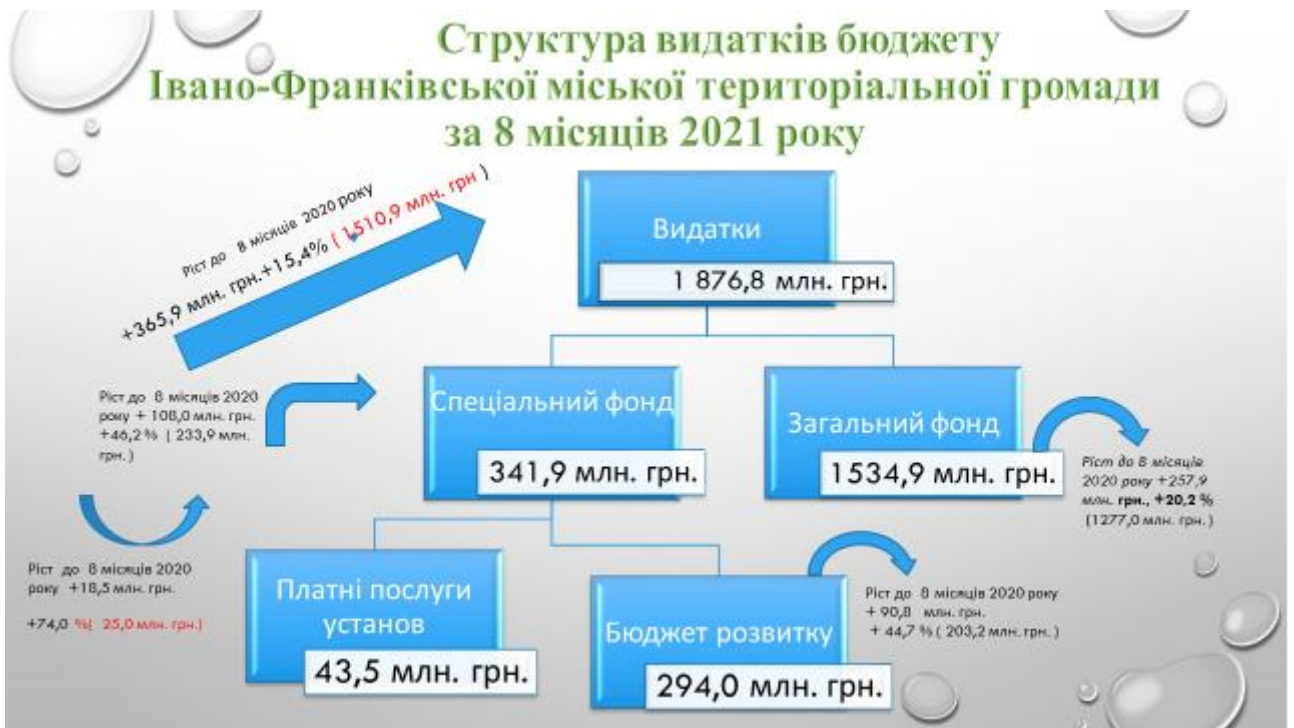 Структура видатків бюджету
Івано-Франківської міської територіальної громади
за 8 місяців 2021 року
Ріст до 8 місяців 2020 року
+365,9 млн. грн.+15,4% ( 1510,9 млн. грн )
Видатки
1 876,8 млн. грн.
Ріст до 8 місяців 2020
року + 108,0 млн. грн.
+46,2 % ( 233,9 млн.
грн. )
Спеціальний фонд
341,9 млн. грн.
Загальний фонд
1534,9 млн. грн.
Ріст до 8 місяців
2020 року +257,9
млн. грн., +20,2 %
(1277,0 млн. грн. )
Ріст до 8 місяців 2020
року +18,5 млн. грн.
+74,0 %( 25,0 млн. грн.)
Платні послуги
установ
43,5 млн. грн.
Бюджет розвитку
294,0 млн. грн.
Ріст до 8 місяців 2020 року
+ 90,8 млн. грн.
+ 44,7 % ( 203,2 млн. грн. )